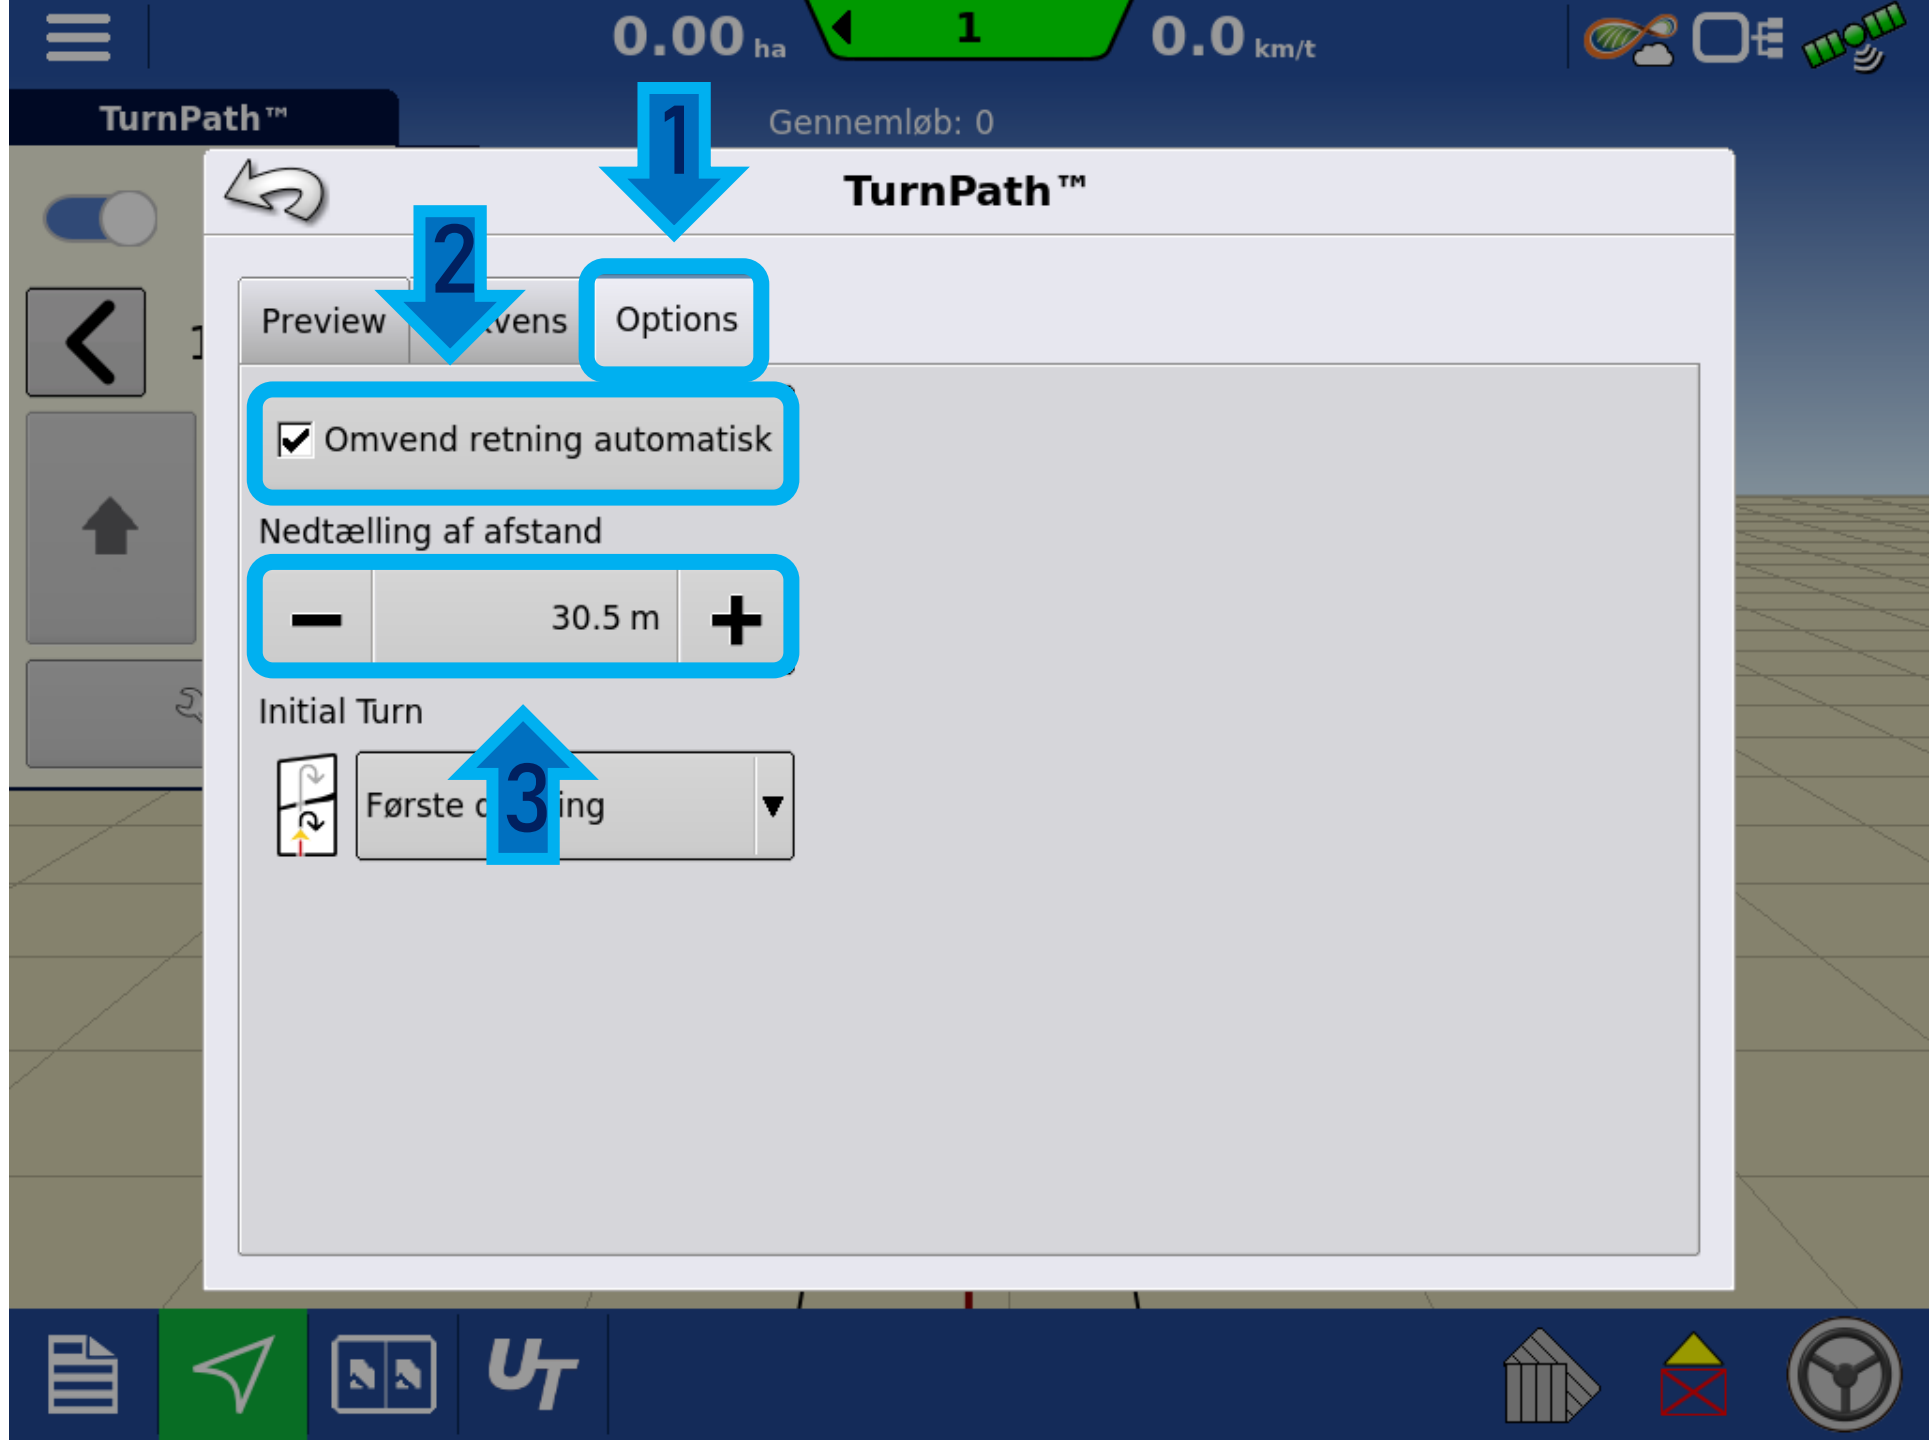 0.00 ha
1
0.0 km/t
TurnPath™
Gennemløb: 0
1
TurnPath™
2
Preview
Options
Omvend retning automatisk
Nedtælling af afstand
30.5 m
Initial Turn
Første
3
UT